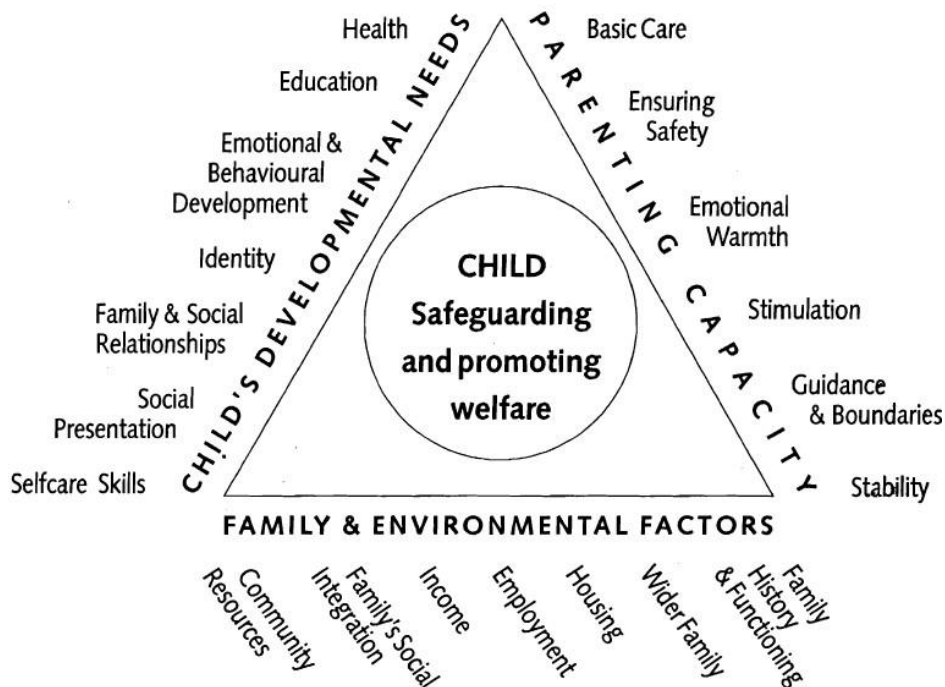 Health
Education
Emotional &
Behavioural
Development
Identity
Family & Social
Relationships
Social
Presentation
Selfcare Skills
CHILD'S DEVELOPMENTAL NEEDS
PARENTING CAPACITY
Basic Care
Ensuring
Safety
Emotional
Warmth
Stimulation
Guidance
& Boundaries
Stability
CHILD
Safeguarding
and promoting
welfare
FAMILY & ENVIRONMENTAL FACTORS
Community
Resources
Family's Social
Integration
Income
Employment
Housing
Wider Family
Family
History
& Functioning